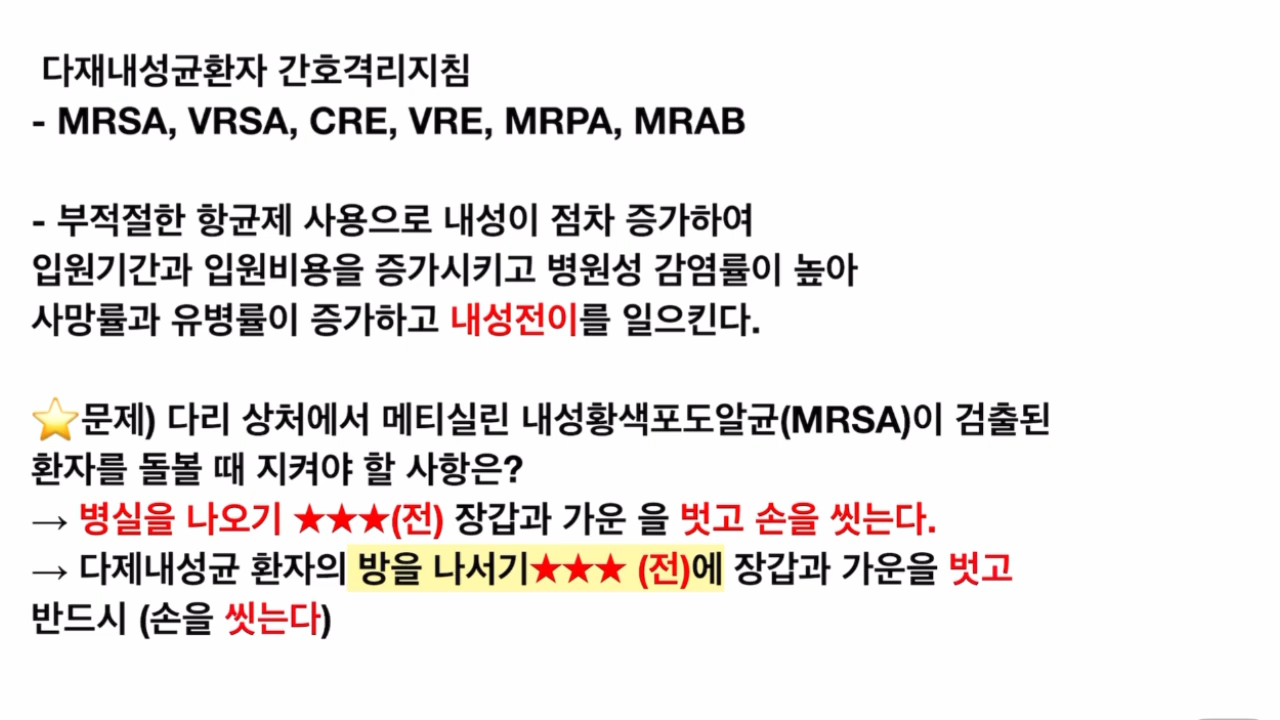 다재내성균환자 간호격리지침
- MRSA, VRSA, CRE, VRE, MRPA, MRAB
- 부적절한 항균제 사용으로 내성이 점차 증가하여
입원기간과 입원비용을 증가시키고 병원성 감염률이 높아
사망률과 유병률이 증가하고 내성전이를 일으킨다.
⭐문제) 다리 상처에서 메티실린 내성황색포도알균(MRSA)이 검출된
환자를 돌볼 때 지켜야 할 사항은?
→ 병실을 나오기 ★★★(전) 장갑과 가운 을 벗고 손을 씻는다.
→ 다제내성균 환자의 방을 나서기★★★ (전)에 장갑과 가운을 벗고
반드시 (손을 씻는다)